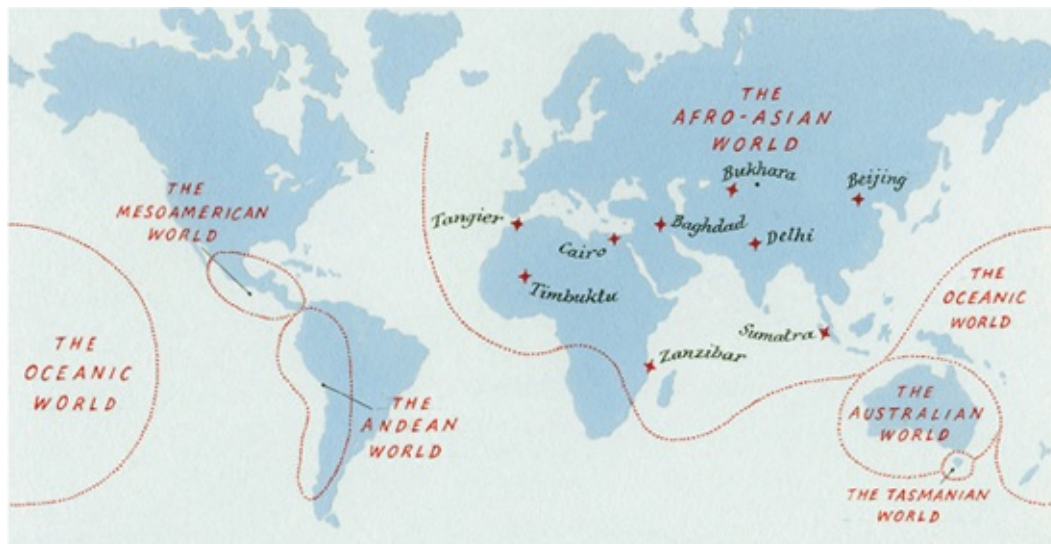 THE
AFRO-ASIAN
WORLD
Bukhara
Beijing
THE
MESOAMERICAN
WORLD
Tangier
Baghdad
Delhi
Cairo
Timbuktu
THE
OCEANIC
WORLD
Sumatra
Zanzibar
THE
OCEANIC
WORLD
THE
ANDEAN
WORLD
THE
AUSTRALIAN
WORLD
THE TASMANIAN
WORLD